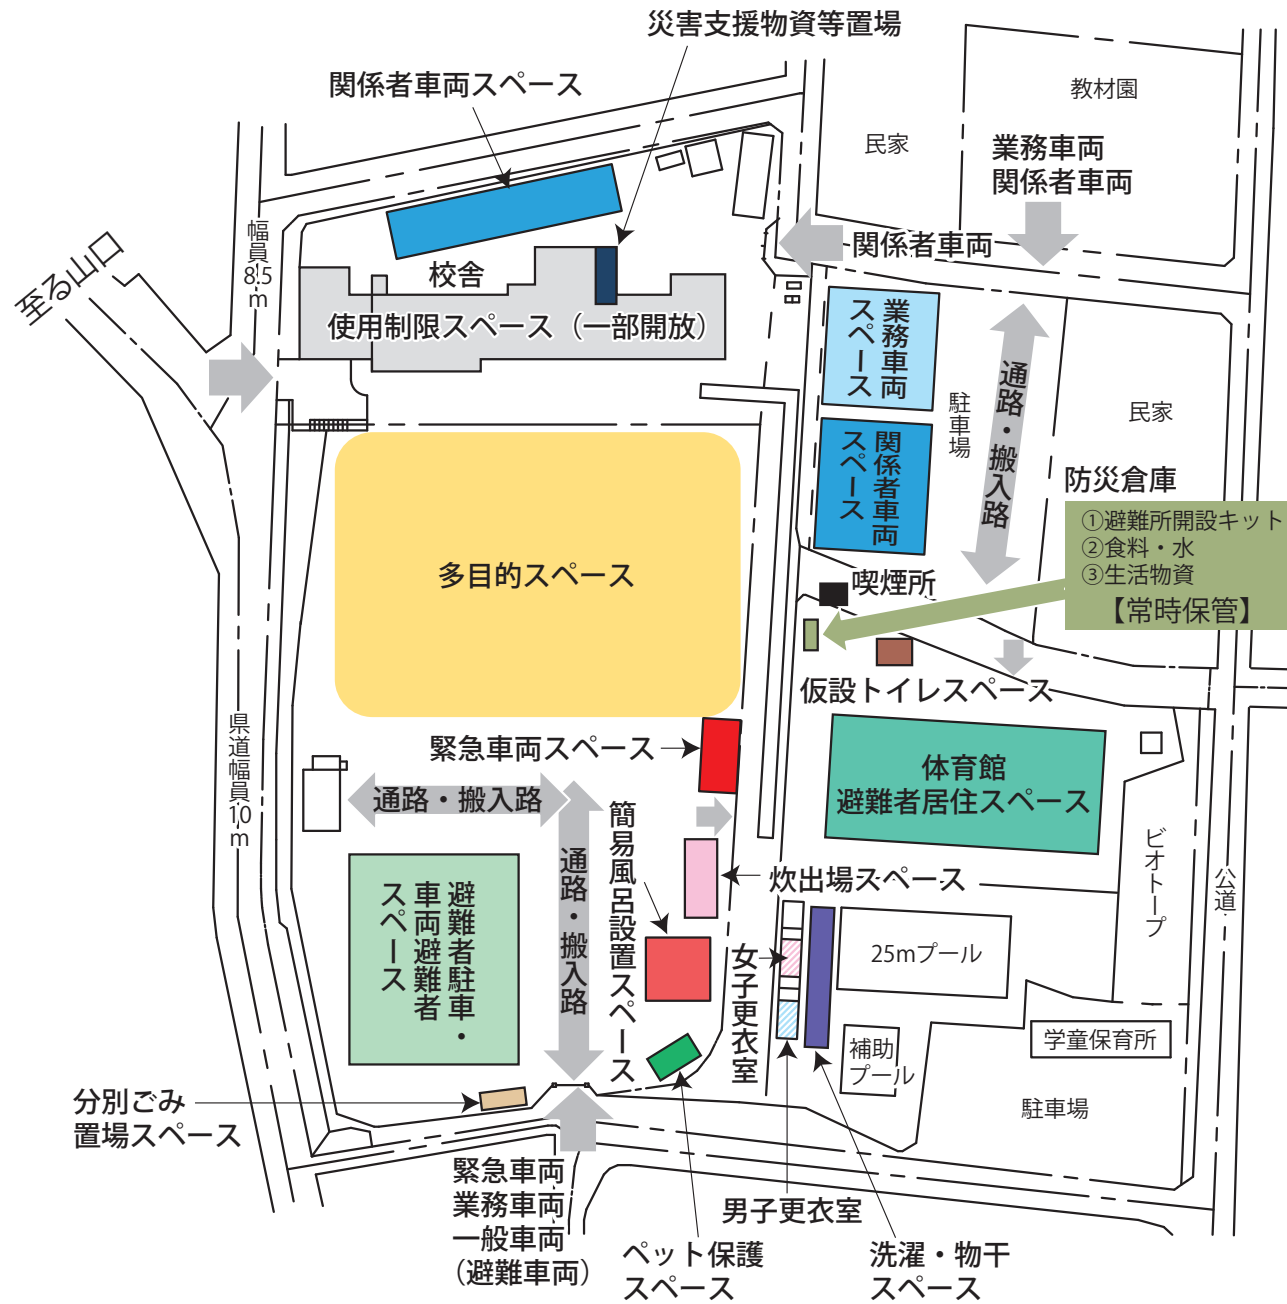 災害支援物資等置場
関係者車両スペース
教材園
民家
業務車両
関係者車両
関係者車両
幅員8.5m
至る山口
校舎
使用制限スペース（一部開放）
業務車両
スペース
通路・搬入路
駐車場
民家
関係者車両
スペース
防災倉庫
①避難所開設キット
②食料・水
③生活物資
【常時保管】
多目的スペース
喫煙所
仮設トイレスペース
県道幅員10m
緊急車両スペース
体育館
避難者居住スペース
通路・搬入路
簡易風呂設置スペース
通路・搬入路
炊出場スペース
ビオトープ
公道
避難者駐車・
車両避難者
スペース
女子更衣室
25mプール
補助
プール
学童保育所
駐車場
分別ごみ
置場スペース
緊急車両
業務車両
一般車両
（避難車両）
男子更衣室
ペット保護
スペース
洗濯・物干
スペース